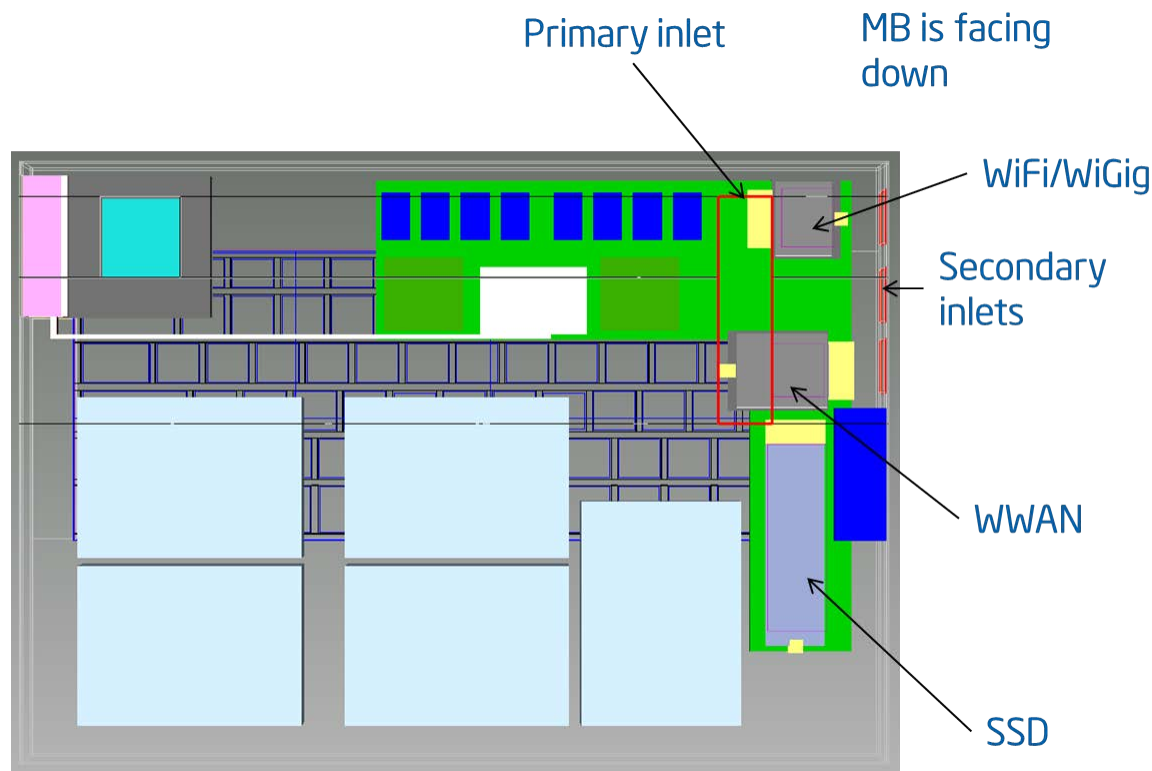 Primary inlet
MB is facing
down
WiFi/WiGig
Secondary
inlets
WWAN
SSD